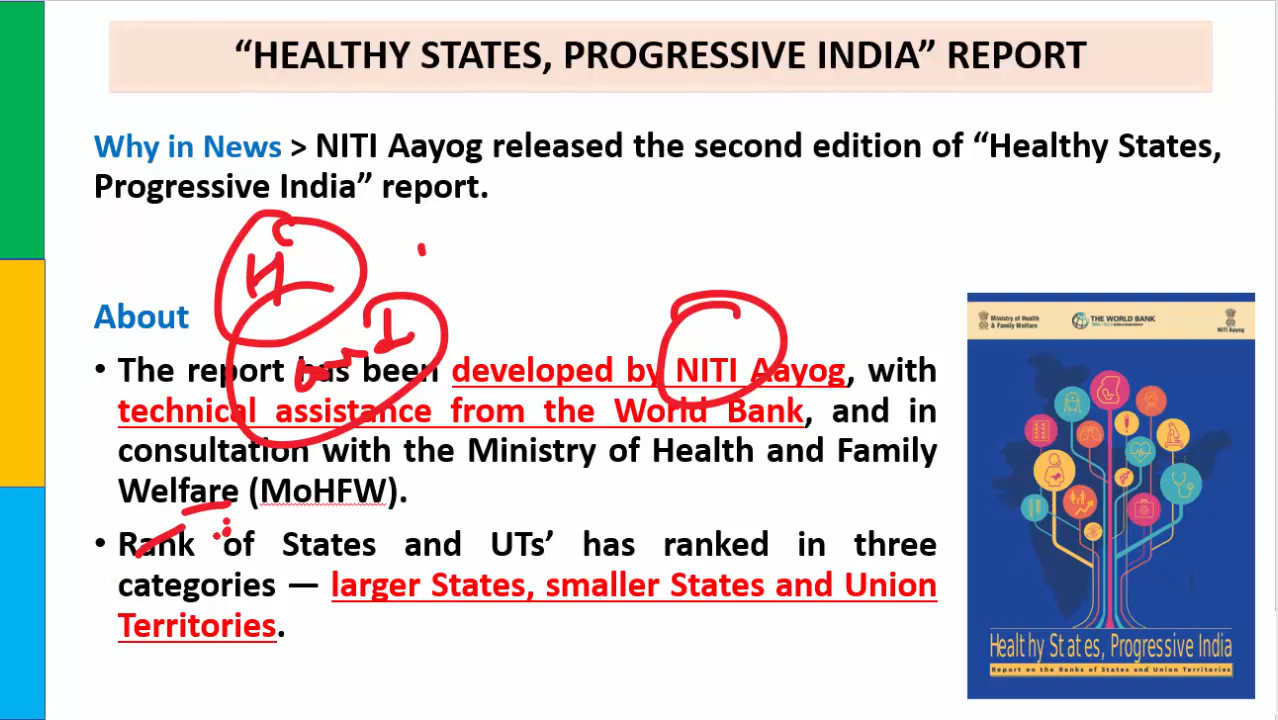 “HEALTHY STATES, PROGRESSIVE INDIA” REPORT
Why in News > NITI Aayog released the second edition of “Healthy States,
Progressive India” report.
H
I
About
• The report has been developed by NITI Aayog, with
technical assistance from the World Bank, and in
consultation with the Ministry of Health and Family
Welfare (MoHFW).
• Rank of States and UTs’ has ranked in three
categories — larger States, smaller States and Union
Territories.
Ministry of Health
& Family Welfare
THE WORLD BANK
NITI Aayog
Healthy States, Progressive India
Report on the Ranks of States and Union Territories